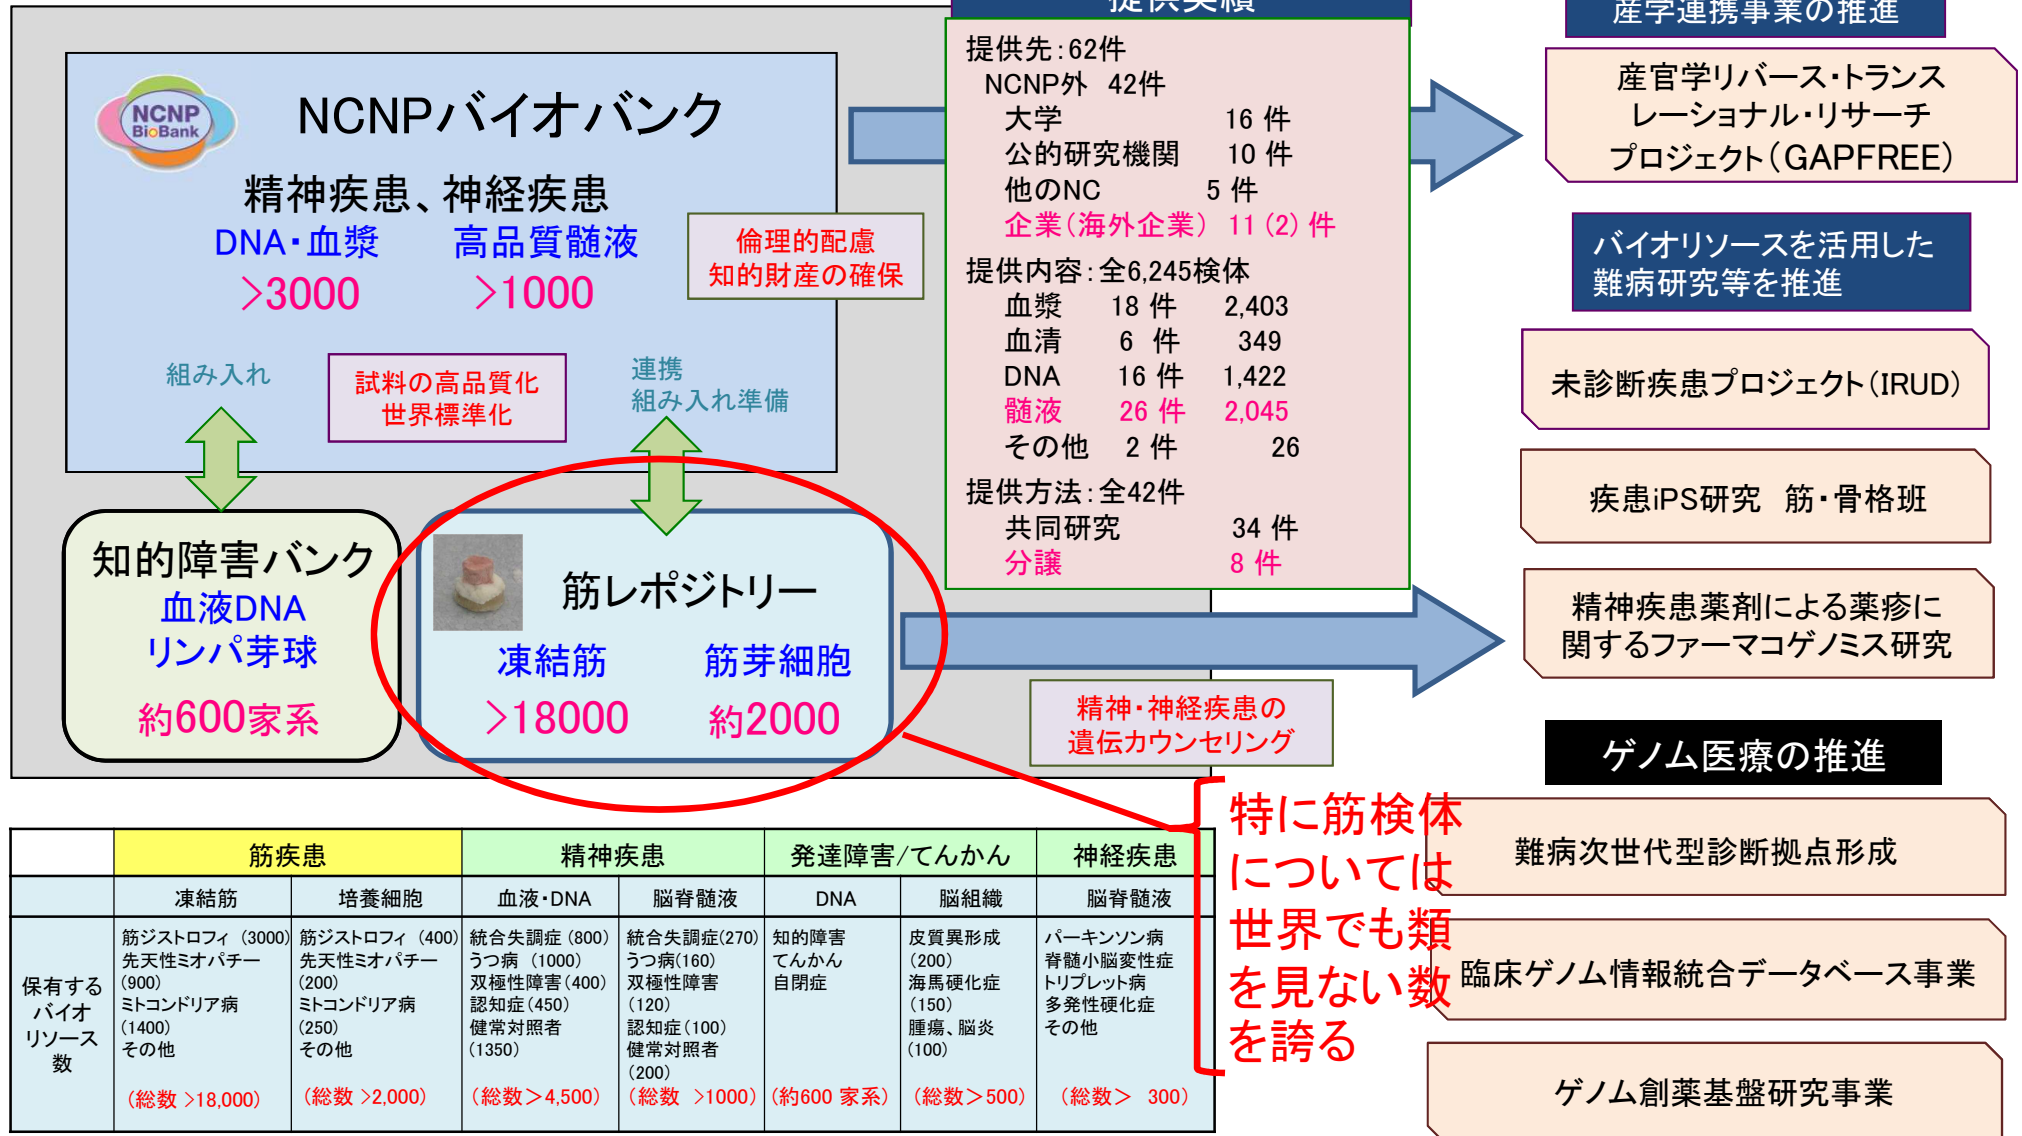 提供実績
産学連携事業の推進
NCNP
BioBank
NCNPバイオバンク
精神疾患、神経疾患
DNA・血漿 高品質髄液
>3000 >1000
倫理的配慮
知的財産の確保
組み入れ
試料の高品質化
世界標準化
連携
組み入れ準備
知的障害バンク
血液DNA
リンパ芽球
約600家系
筋レポジトリー
凍結筋 筋芽細胞
>18000 約2000
提供先:62件
NCNP外 42件
大学 16 件
公的研究機関 10 件
他のNC 5 件
企業(海外企業) 11 (2) 件
提供内容:全6,245検体
血漿 18 件 2,403
血清 6 件 349
DNA 16 件 1,422
髄液 26 件 2,045
その他 2 件 26
提供方法:全42件
共同研究 34 件
分譲 8 件
精神・神経疾患の
遺伝カウンセリング
産官学リバース・トランス
レーショナル・リサーチ
プロジェクト(GAPFREE)
バイオリソースを活用した
難病研究等を推進
未診断疾患プロジェクト(IRUD)
疾患iPS研究 筋・骨格班
精神疾患薬剤による薬疹に
関するファーマコゲノミス研究
ゲノム医療の推進
難病次世代型診断拠点形成
臨床ゲノム情報統合データベース事業
ゲノム創薬基盤研究事業
特に筋検体
については
世界でも類
を見ない数
を誇る
筋疾患 精神疾患 発達障害/てんかん 神経疾患
凍結筋 培養細胞 血液・DNA 脳脊髄液 DNA 脳組織 脳脊髄液
保有する
バイオ
リソース
数
筋ジストロフィ (3000)
先天性ミオパチー
(900)
ミトコンドリア病
(1400)
その他
(総数 >18,000)
筋ジストロフィ (400)
先天性ミオパチー
(200)
ミトコンドリア病
(250)
その他
(総数 >2,000)
統合失調症 (800)
うつ病 (1000)
双極性障害(400)
認知症(450)
健常対照者
(1350)
(総数>4,500)
統合失調症(270)
うつ病(160)
双極性障害
(120)
認知症(100)
健常対照者
(200)
(総数 >1000)
知的障害
てんかん
自閉症
(約600 家系)
皮質異形成
(200)
海馬硬化症
(150)
腫瘍、脳炎
(100)
(総数>500)
パーキンソン病
脊髄小脳変性症
トリプレット病
多発性硬化症
その他
(総数> 300)